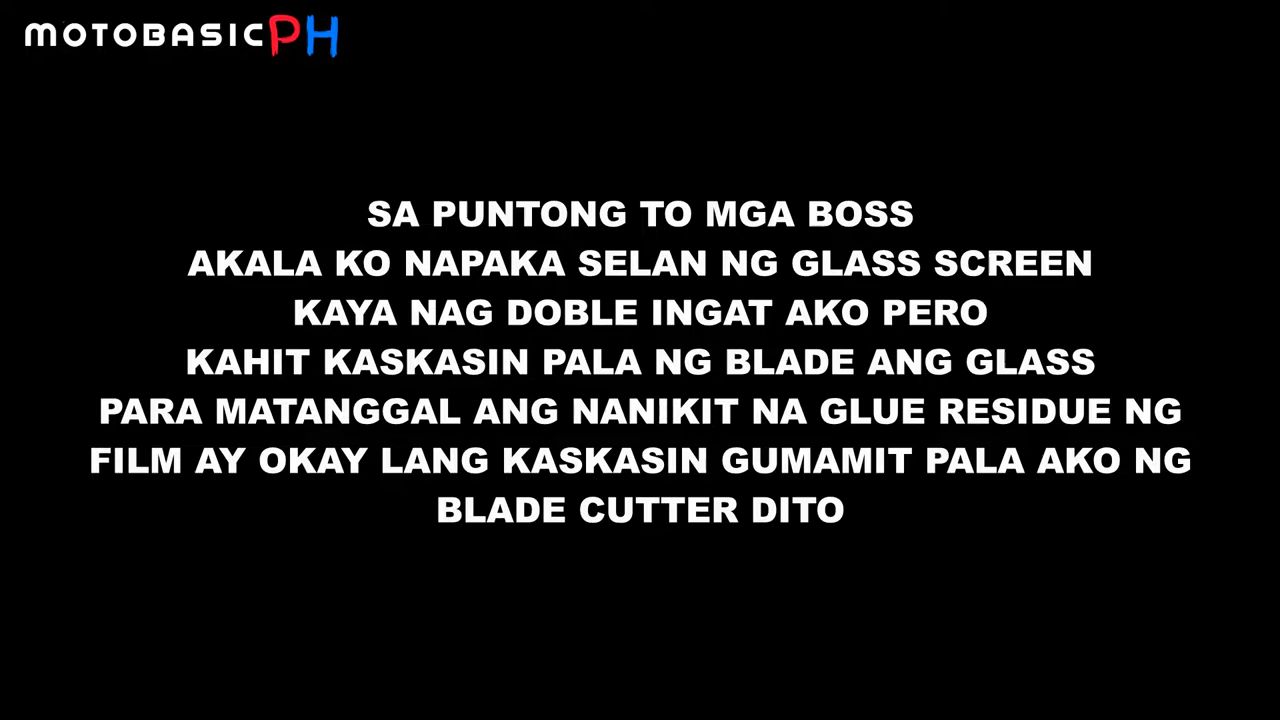 MOTOBASICPH
SA PUNTONG TO MGA BOSS
AKALA KO NAPAKA SELAN NG GLASS SCREEN
KAYA NAG DOBLE INGAT AKO PERO
KAHIT KASKASIN PALA NG BLADE ANG GLASS
PARA MATANGGAL ANG NANIKIT NA GLUE RESIDUE NG
FILM AY OKAY LANG KASKASIN GUMAMIT PALA AKO NG
BLADE CUTTER DITO